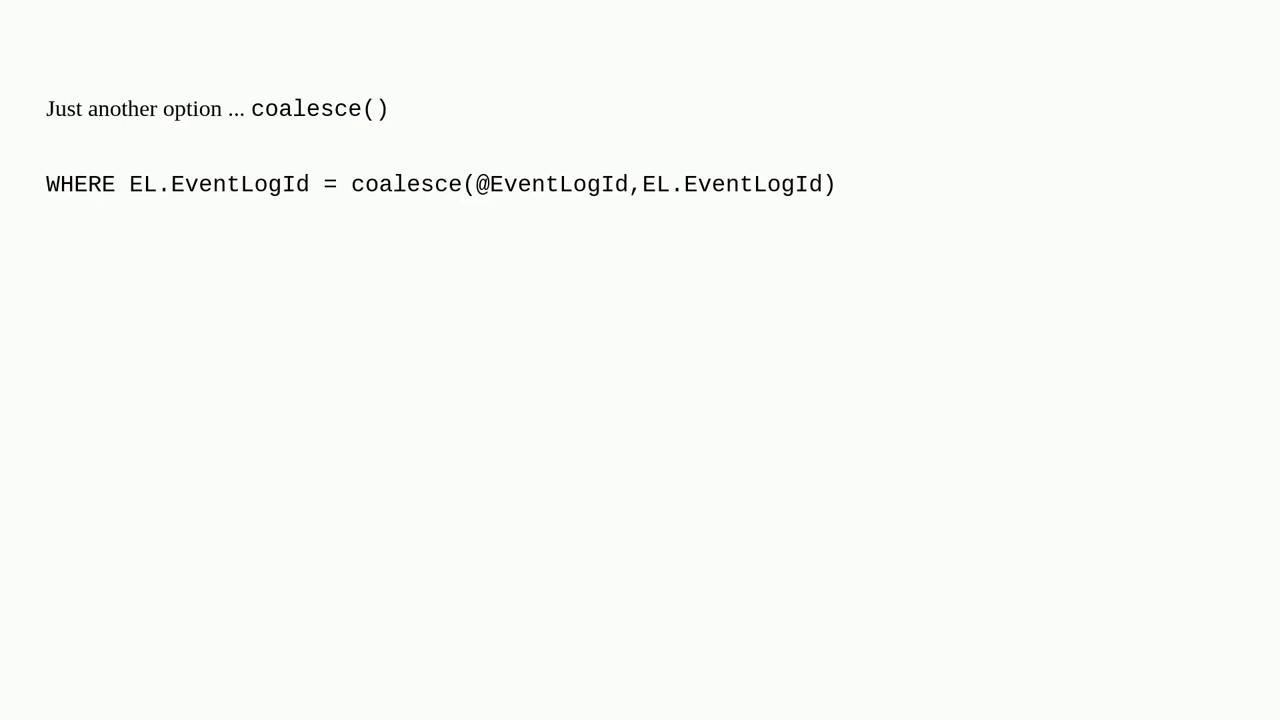 Just another option ... coalesce()
WHERE EL.EventLogId = coalesce(@EventLogId,EL.EventLogId)